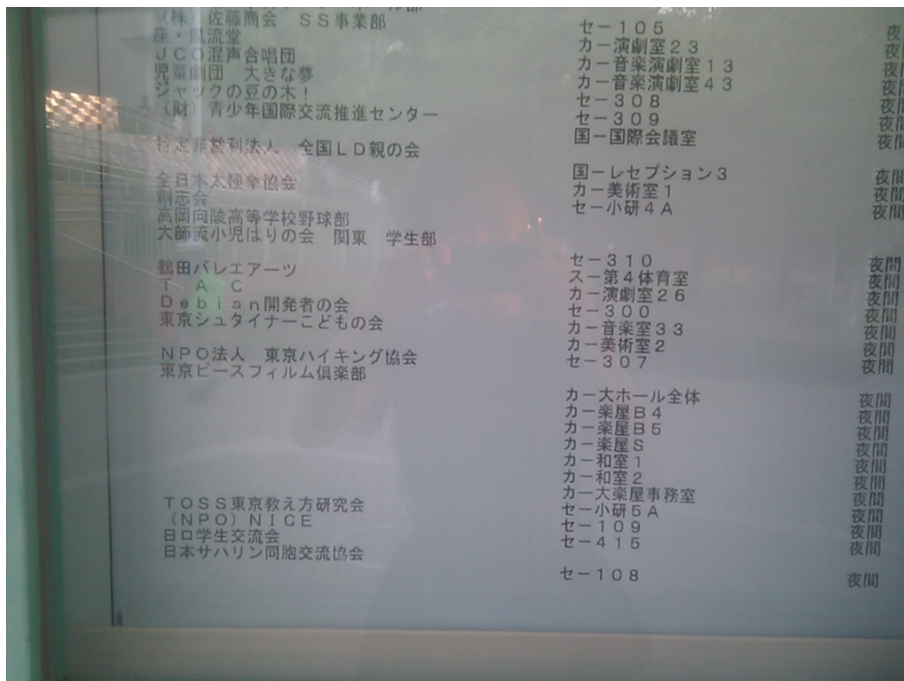 (株)佐藤商会 SS事業部
座・風流堂
JCO混声合唱団
児童劇団 大きな夢
ジャックの豆の木!
(財)青少年国際交流推進センター
特定非営利法人 全国LD親の会
全日本太極拳協会
創志会
高岡向陵高等学校野球部
大師流小児はりの会 関東 学生部
鶴田バレエアーツ
T.A.C
Debian開発者の会
東京シュタイナーこどもの会
NPO法人 東京ハイキング協会
東京ピースフィルム倶楽部
TOSS東京教え方研究会
(NPO)NICE
日ロ学生交流会
日本サハリン同胞交流協会
セー105 夜
カー演劇室23 夜間
カー音楽演劇室13 夜間
カー音楽演劇室43 夜間
セー308 夜間
セー309 夜間
国ー国際会議室 夜間
国ーレセプション3 夜間
カー美術室1 夜間
セー小研4A 夜間
セー310 夜間
スー第4体育室 夜間
カー演劇室26 夜間
セー300 夜間
カー音楽室33 夜間
カー美術室2 夜間
セー307 夜間
カー大ホール全体 夜間
カー楽屋B4 夜間
カー楽屋B5 夜間
カー楽屋S 夜間
カー和室1 夜間
カー和室2 夜間
カー大楽屋事務室 夜間
セー小研5A 夜間
セー109 夜間
セー415 夜間
セー108 夜間